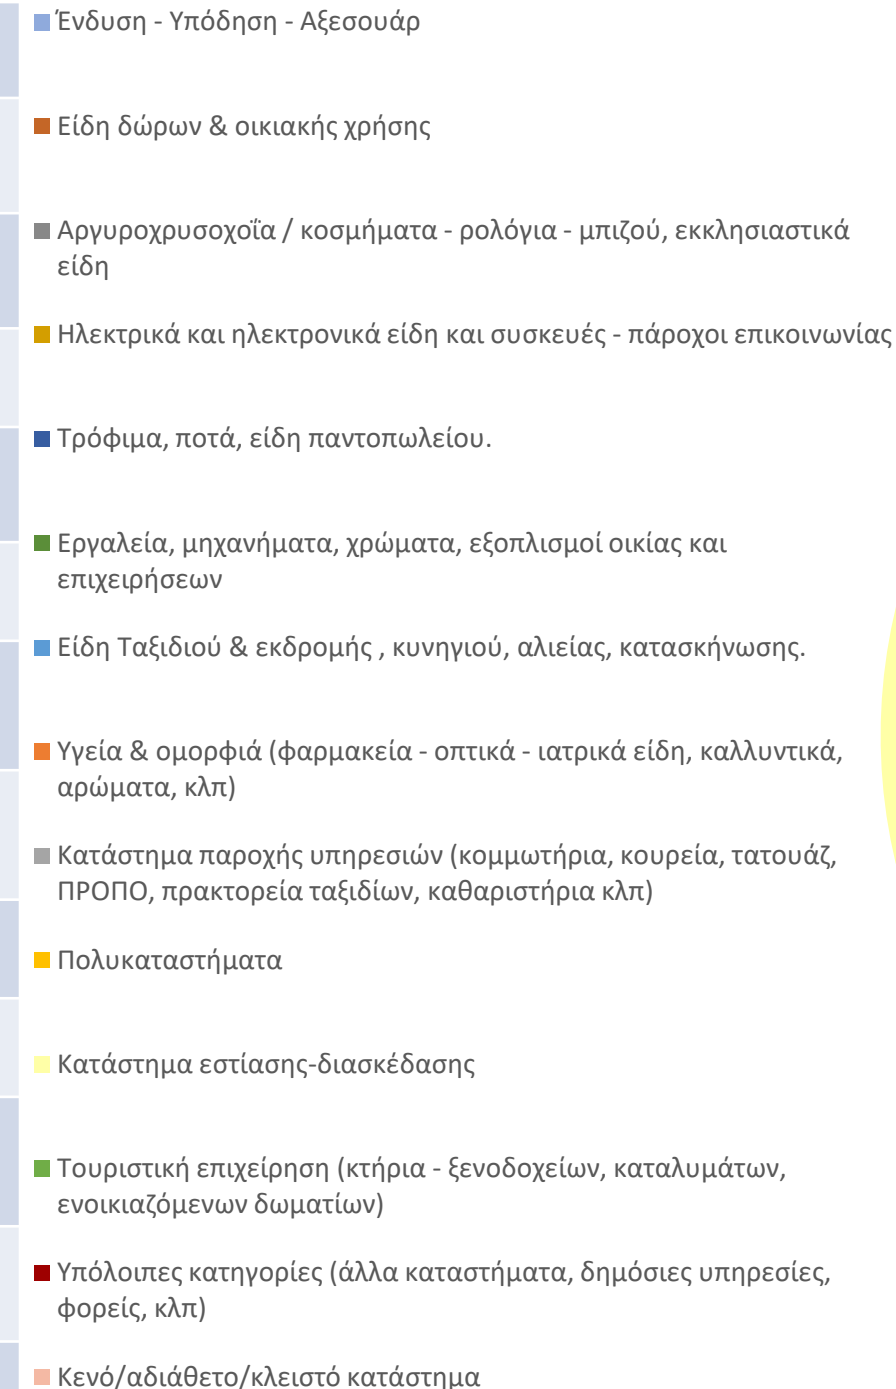 Ένδυση - Υπόδηση - Αξεσουάρ
Είδη δώρων & οικιακής χρήσης
Αργυροχρυσοχοΐα / κοσμήματα - ρολόγια - μπιζού, εκκλησιαστικά
είδη
Ηλεκτρικά και ηλεκτρονικά είδη και συσκευές - πάροχοι επικοινωνίας
Τρόφιμα, ποτά, είδη παντοπωλείου.
Εργαλεία, μηχανήματα, χρώματα, εξοπλισμοί οικίας και
επιχειρήσεων
Είδη Ταξιδιού & εκδρομής , κυνηγιού, αλιείας, κατασκήνωσης.
Υγεία & ομορφιά (φαρμακεία - οπτικά - ιατρικά είδη, καλλυντικά,
αρώματα, κλπ)
Κατάστημα παροχής υπηρεσιών (κομμωτήρια, κουρεία, τατουάζ,
ΠΡΟΠΟ, πρακτορεία ταξιδίων, καθαριστήρια κλπ)
Πολυκαταστήματα
Κατάστημα εστίασης-διασκέδασης
Τουριστική επιχείρηση (κτήρια - ξενοδοχείων, καταλυμάτων,
ενοικιαζόμενων δωματίων)
Υπόλοιπες κατηγορίες (άλλα καταστήματα, δημόσιες υπηρεσίες,
φορείς, κλπ)
Κενό/αδιάθετο/κλειστό κατάστημα